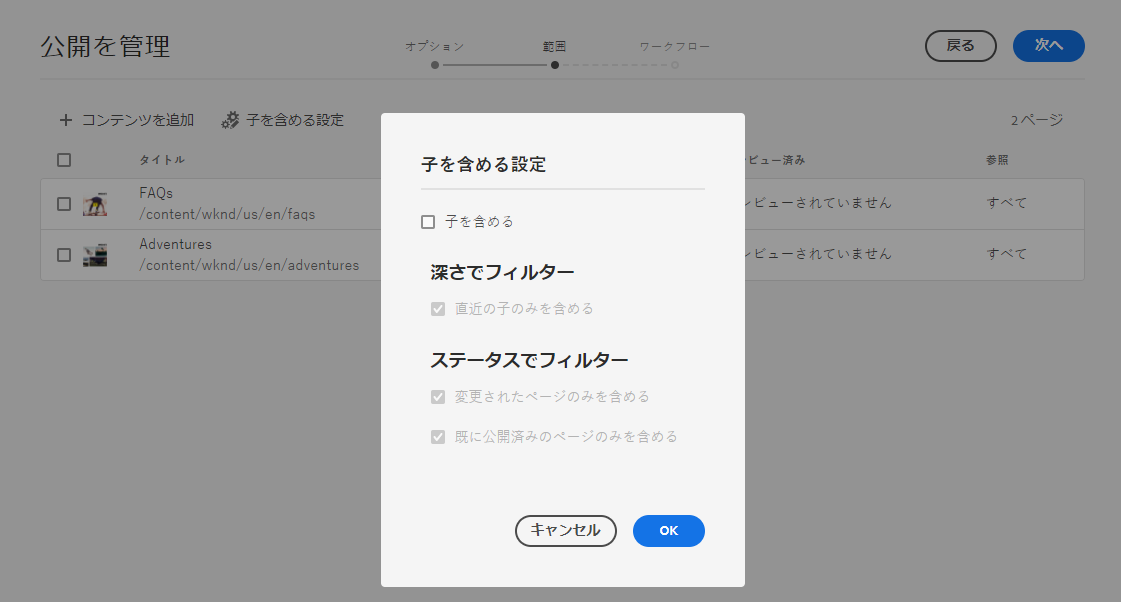 公開を管理
オプション
範囲
ワークフロー
戻る
次へ
コンテンツを追加
子を含める設定
2 ページ
タイトル
ビュー済み
参照
FAQs
/content/wknd/us/en/faqs
レビューされていません
すべて
Adventures
/content/wknd/us/en/adventures
レビューされていません
すべて
子を含める設定
子を含める
深さでフィルター
直近の子のみを含める
ステータスでフィルター
変更されたページのみを含める
既に公開済みのページのみを含める
キャンセル
OK